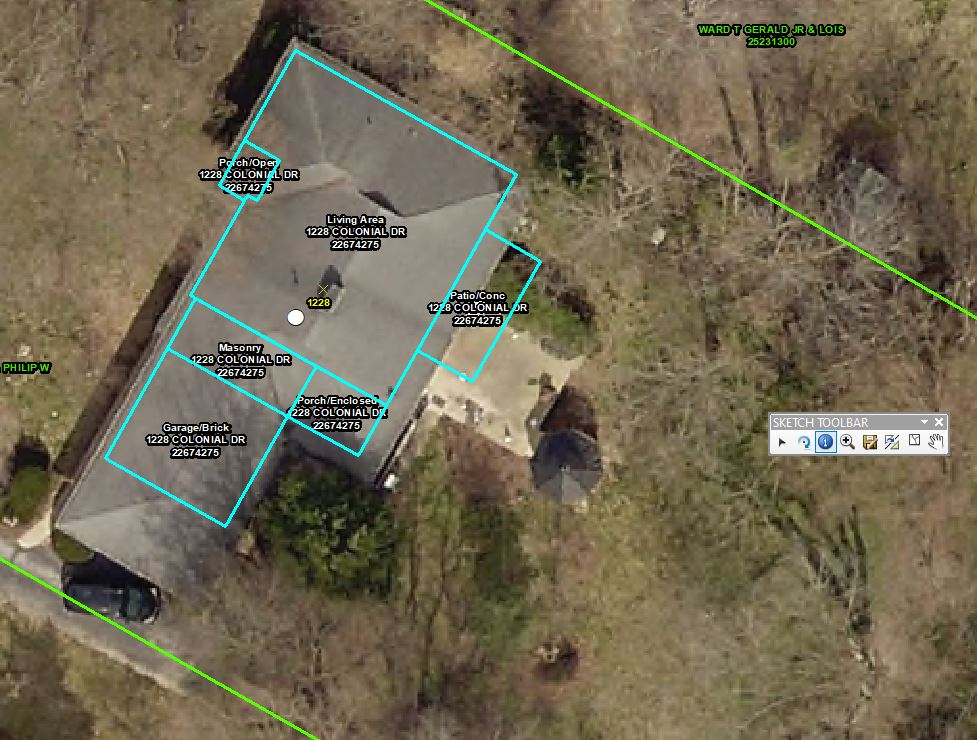 WARD T GERALD JR & LOIS
25231300
Porch/Open
1228 COLONIAL DR
22674275
Living Area
1228 COLONIAL DR
22674275
1228
Patio/Conc
1228 COLONIAL DR
22674275
Masonry
1228 COLONIAL DR
22674275
PHILIP W
Porch/Enclosed
1228 COLONIAL DR
22674275
Garage/Brick
1228 COLONIAL DR
22674275
SKETCH TOOLBAR